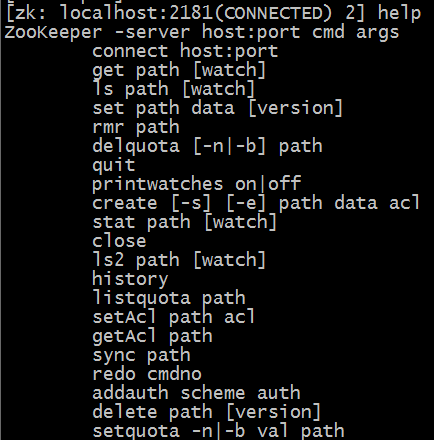 [zk: localhost:2181(CONNECTED) 2] help
ZooKeeper -server host:port cmd args
connect host:port
get path [watch]
ls path [watch]
set path data [version]
rmr path
delquota [-n|-b] path
quit
printwatches on|off
create [-s] [-e] path data acl
stat path [watch]
close
ls2 path [watch]
history
listquota path
setAcl path acl
getAcl path
sync path
redo cmdno
addauth scheme auth
delete path [version]
setquota -n|-b val path